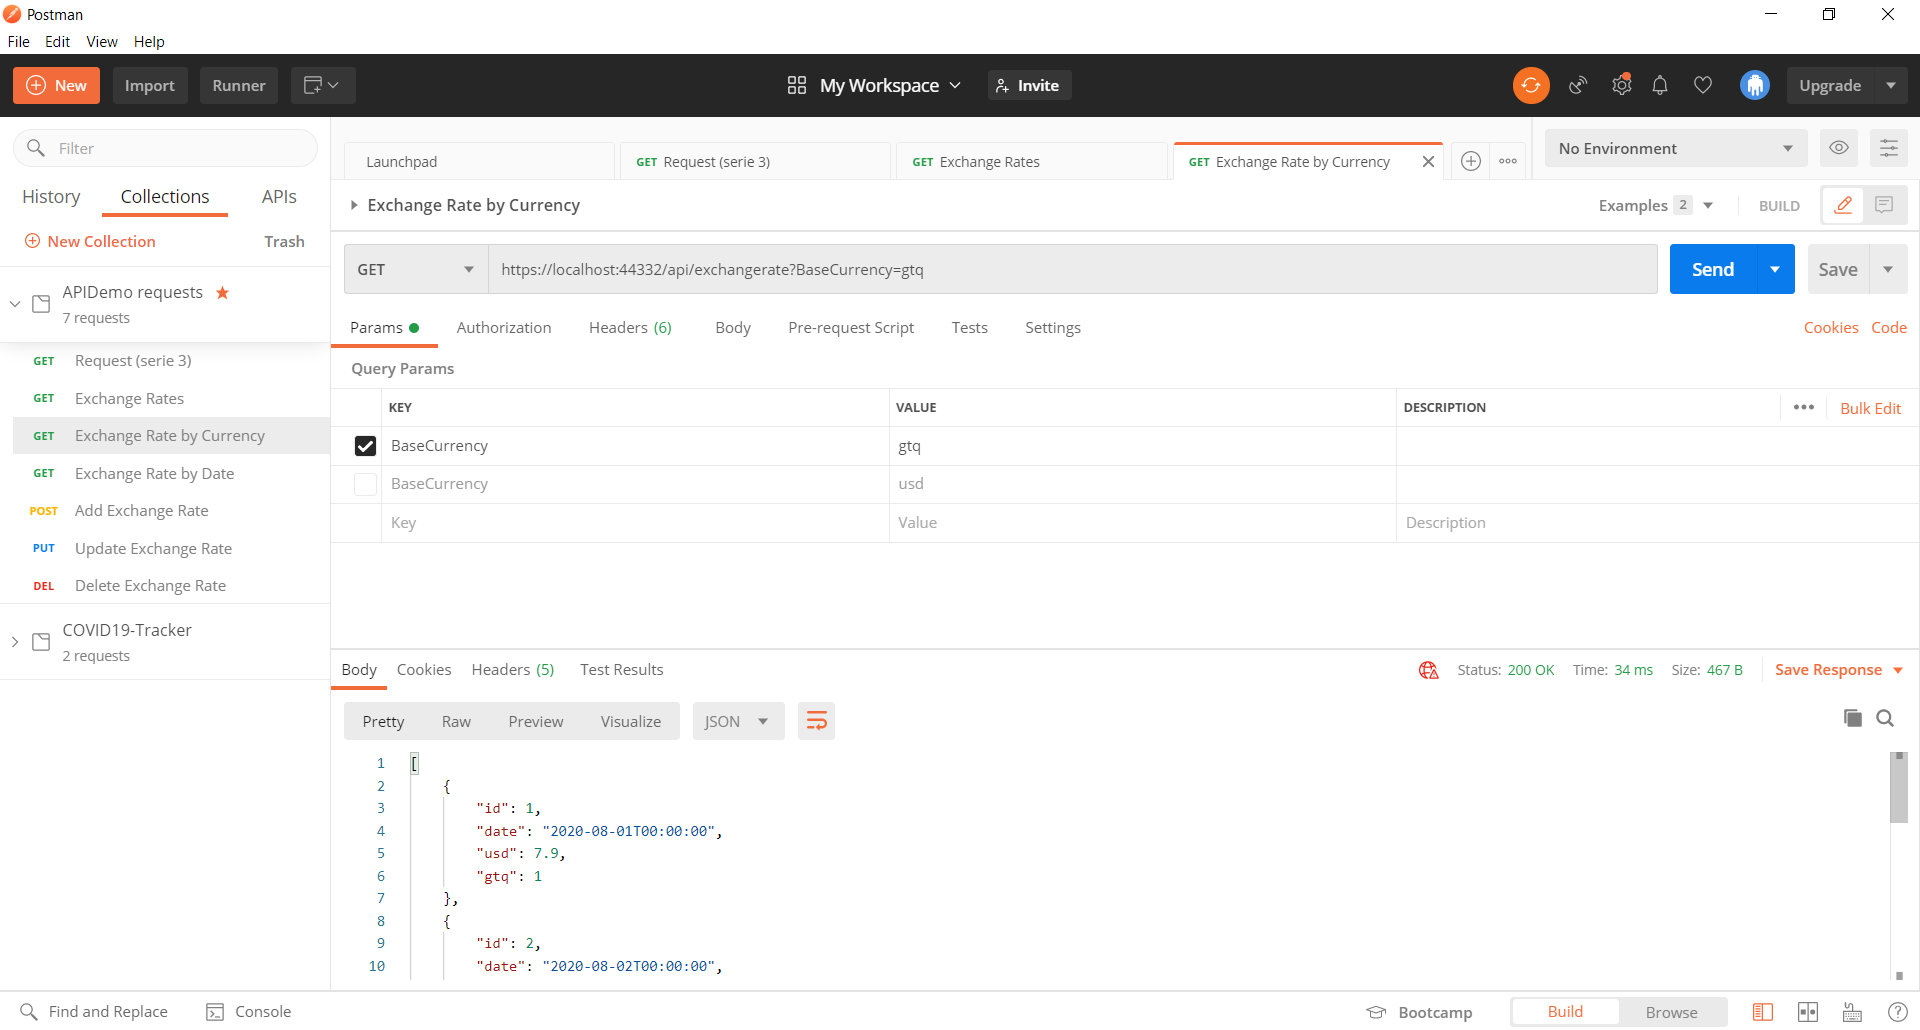 Postman
File Edit View Help
New Import Runner My Workspace Invite Upgrade
Filter
History Collections APIs
New Collection Trash
APIDemo requests
7 requests
GET Request (serie 3)
GET Exchange Rates
GET Exchange Rate by Currency
GET Exchange Rate by Date
POST Add Exchange Rate
PUT Update Exchange Rate
DEL Delete Exchange Rate
COVID19-Tracker
2 requests
Launchpad GET Request (serie 3) GET Exchange Rates GET Exchange Rate by Currency No Environment
Exchange Rate by Currency Examples 2 BUILD
GET https://localhost:44332/api/exchangerate?BaseCurrency=gtq Send Save
Params Authorization Headers (6) Body Pre-request Script Tests Settings Cookies Code
Query Params
KEY VALUE DESCRIPTION Bulk Edit
BaseCurrency gtq
BaseCurrency usd
Key Value Description
Body Cookies Headers (5) Test Results Status: 200 OK Time: 34 ms Size: 467 B Save Response
Pretty Raw Preview Visualize JSON
1 [
2 {
3 "id": 1,
4 "date": "2020-08-01T00:00:00",
5 "usd": 7.9,
6 "gtq": 1
7 },
8 {
9 "id": 2,
10 "date": "2020-08-02T00:00:00",
Find and Replace Console Bootcamp Build Browse